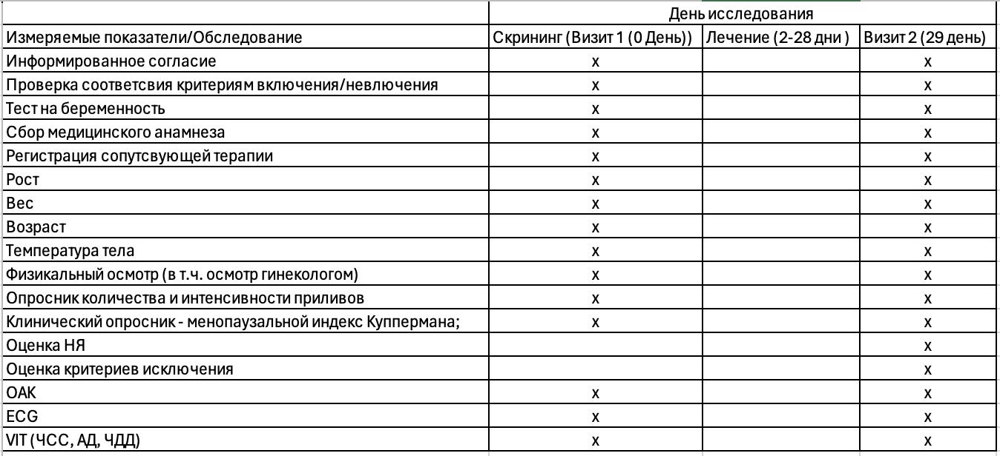 День исследования
Измеряемые показатели/Обследование Скрининг (Визит 1 (0 День)) Лечение (2-28 дни ) Визит 2 (29 день)
Информированное согласие x x
Проверка соответсвия критериям включения/невлючения x x
Тест на беременность x x
Сбор медицинского анамнеза x x
Регистрация сопутсвующей терапии x x
Рост x x
Вес x x
Возраст x x
Температура тела x x
Физикальный осмотр (в т.ч. осмотр гинекологом) x x
Опросник количества и интенсивности приливов x x
Клинический опросник - менопаузальной индекс Куппермана; x x
Оценка НЯ x
Оценка критериев исключения x
ОАК x x
ECG x x
VIT (ЧСС, АД, ЧДД) x x